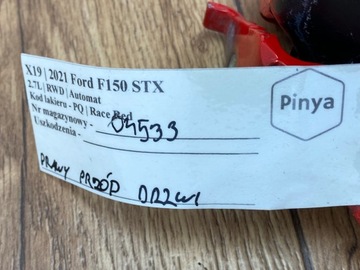 X19 | 2021 Ford F150 STX
2.7L | RWD | Automat
Kod lakieru - PQ | Race Red
Nr magazynowy - 04533
Uszkodzenia -
PRAWY PRZÓD DRZWI
Pinya